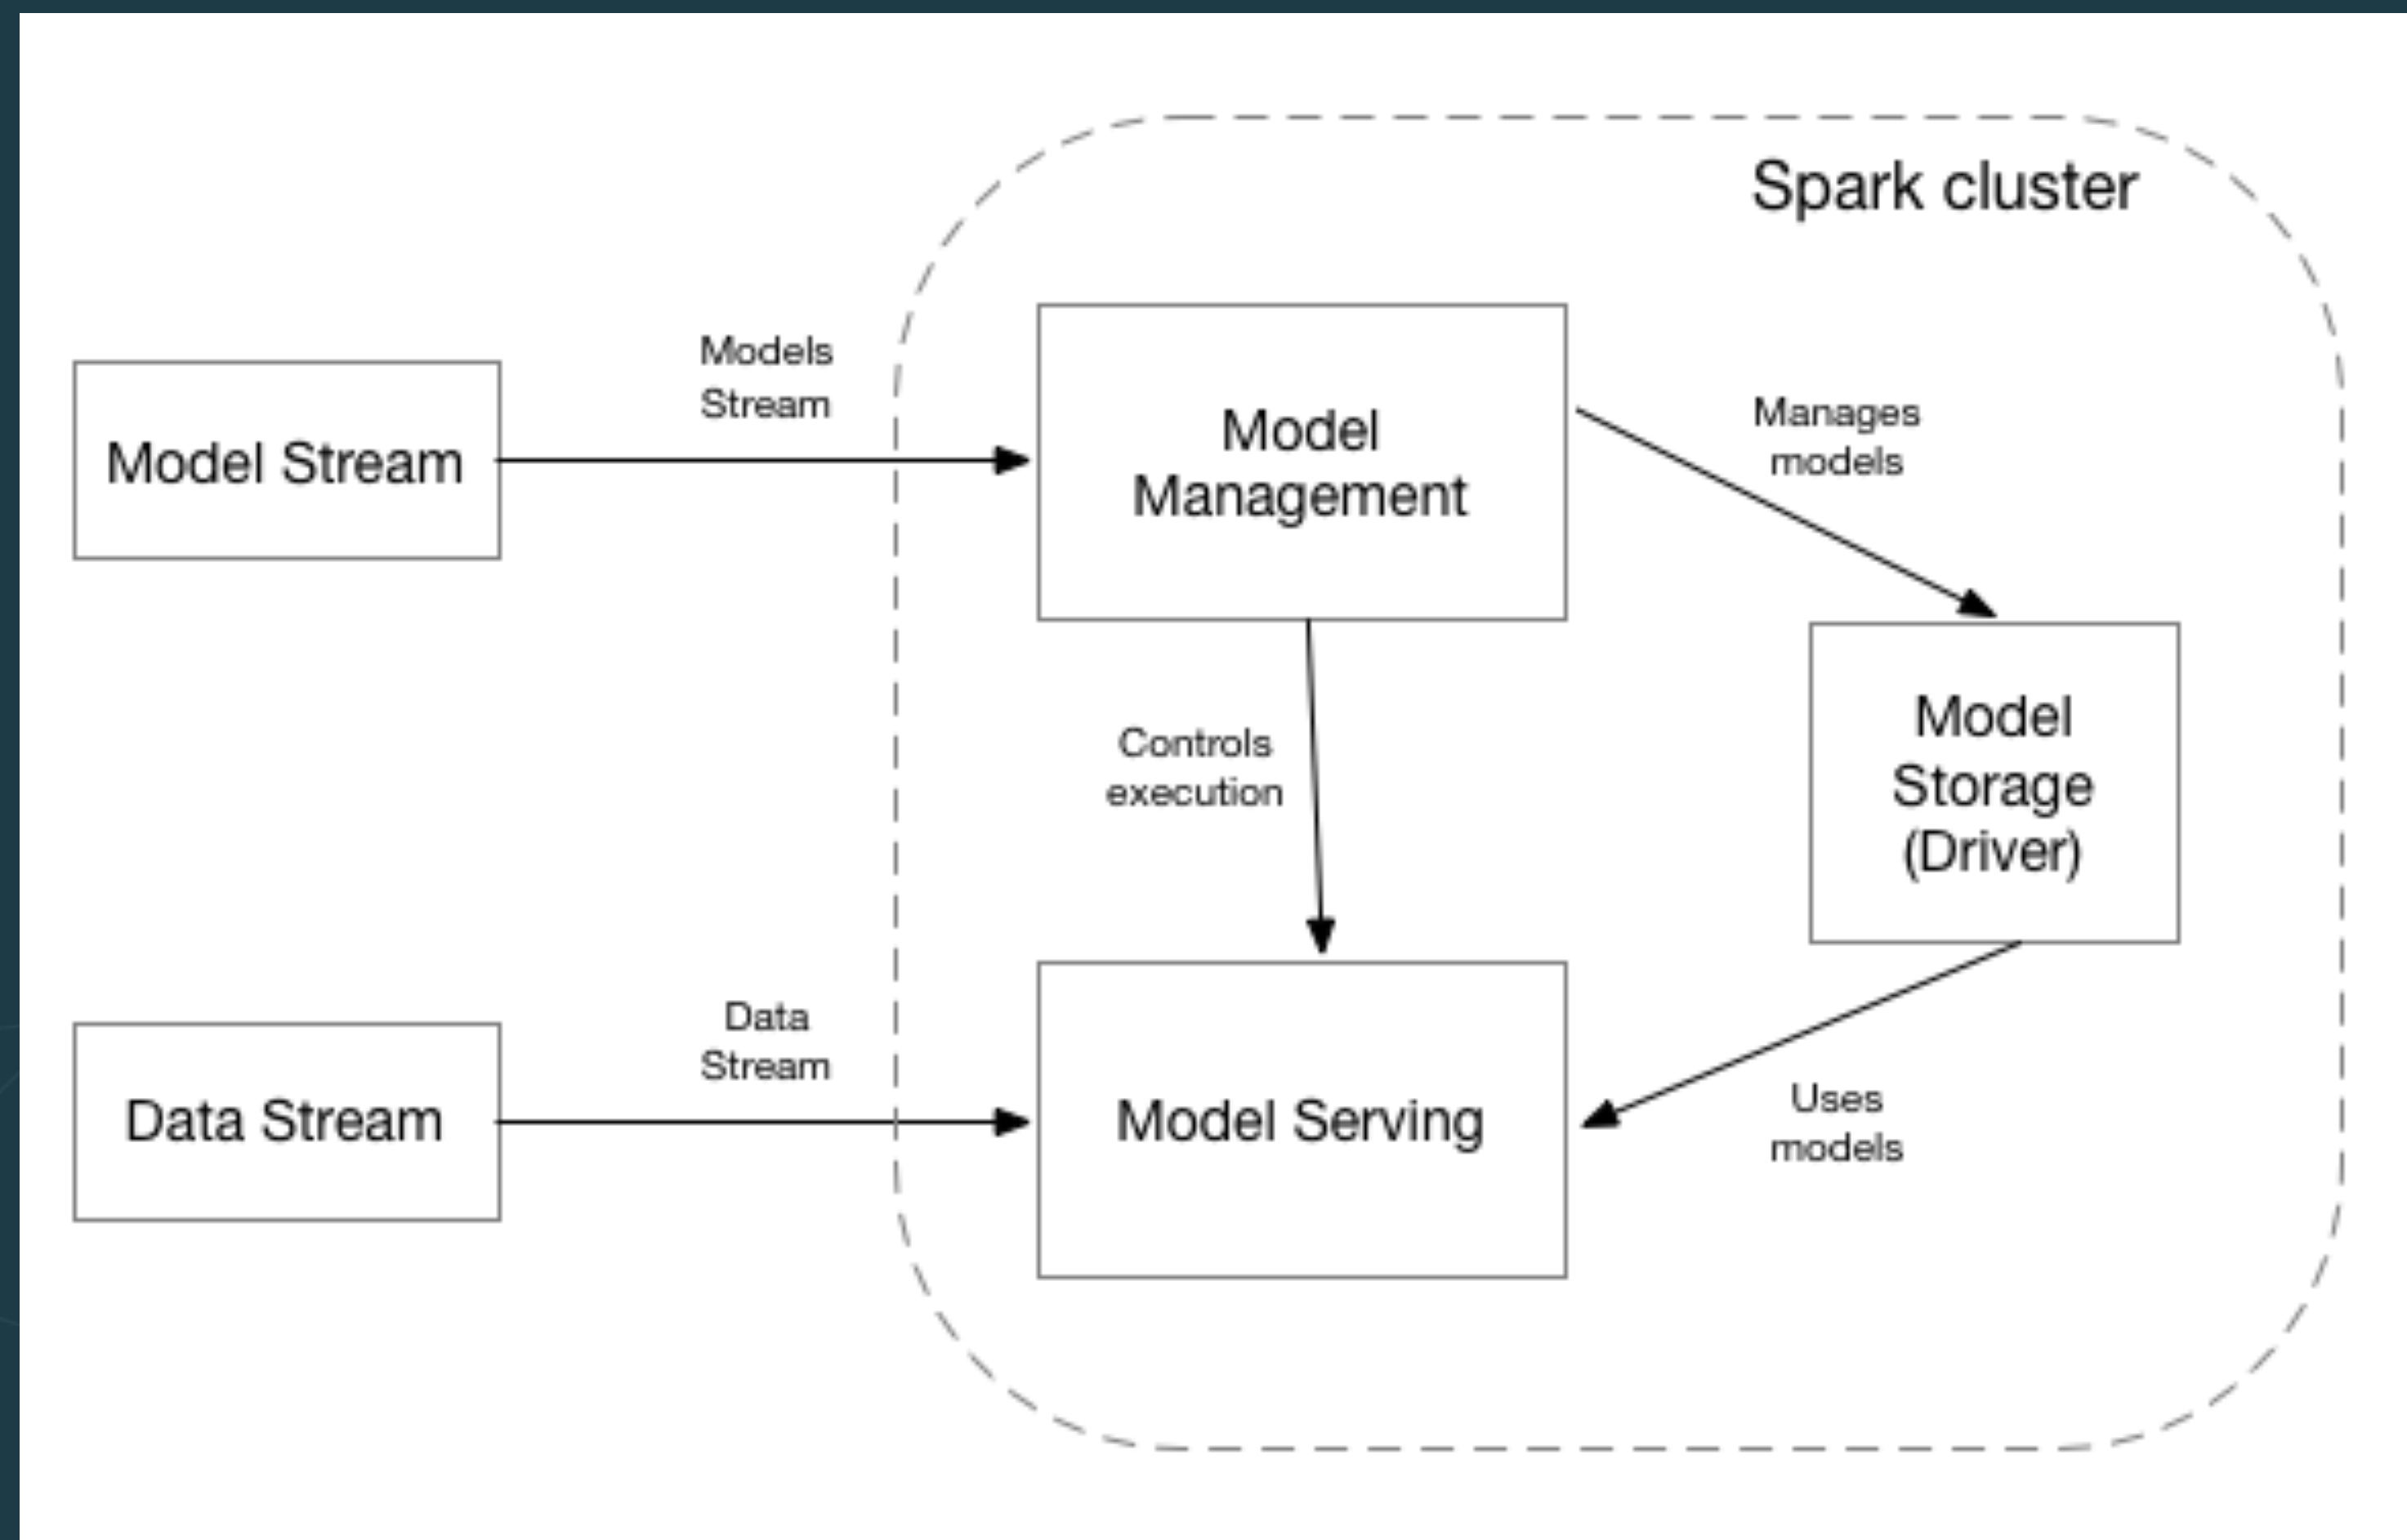 Spark cluster
Models
Stream
Model Stream
Model
Management
Manages
models
Controls
execution
Model
Storage
(Driver)
Data
Stream
Data Stream
Model Serving
Uses
models